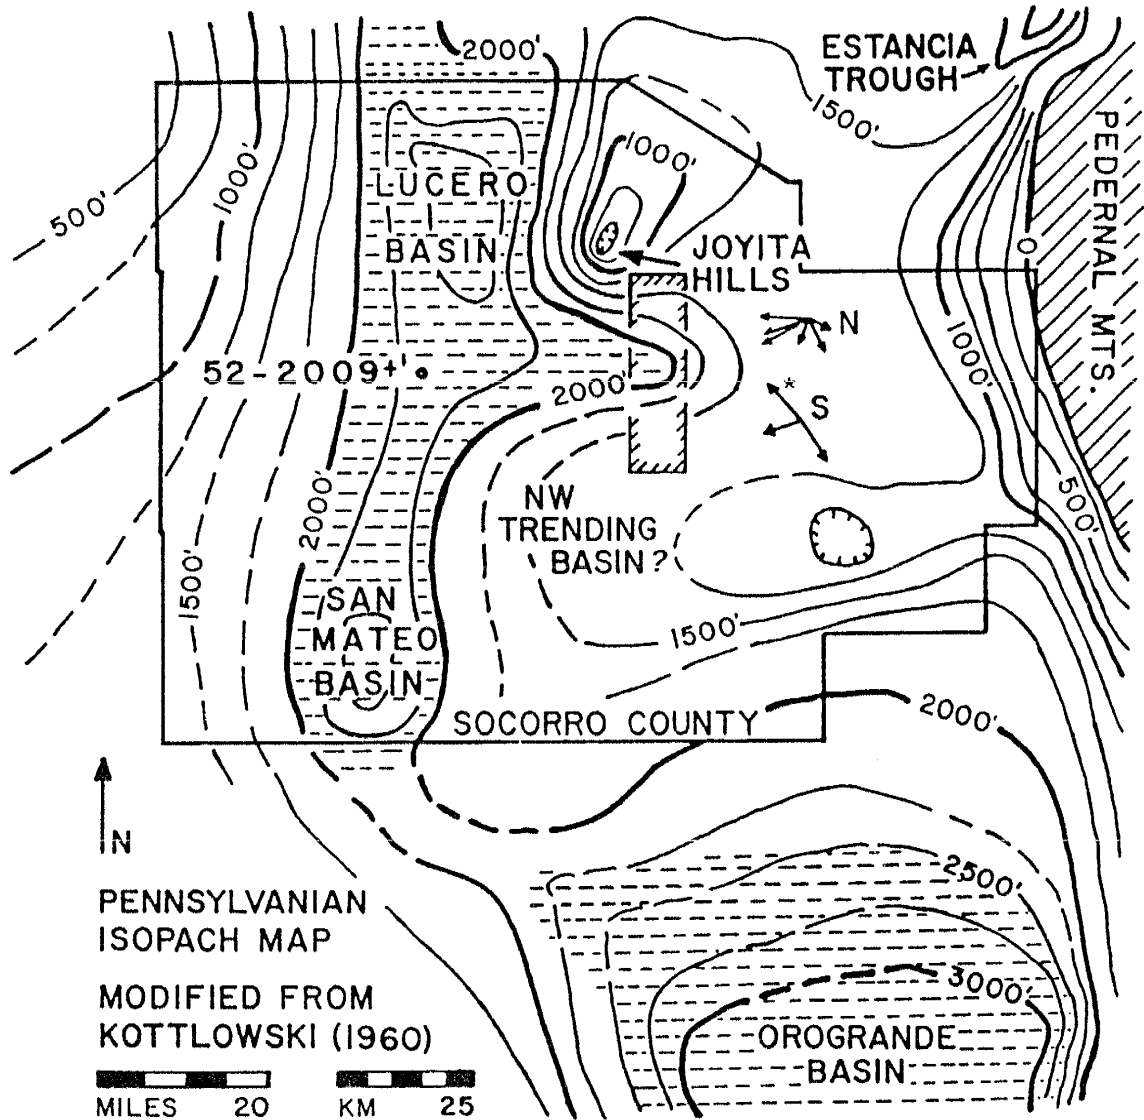 2000'
ESTANCIA
TROUGH
1500'
PEDERNAL MTS.
1000'
1000'
500'
LUCERO
BASIN
JOYITA
HILLS
0
N
1000'
52-2009+'
2000'
*
S
2000'
NW
TRENDING
BASIN?
500'
1500'
SAN
MATEO
BASIN
1500'
SOCORRO COUNTY
2000'
N
2500'
PENNSYLVANIAN
ISOPACH MAP
3000'
MODIFIED FROM
KOTTLOWSKI (1960)
OROGRANDE
BASIN
MILES 20
KM 25